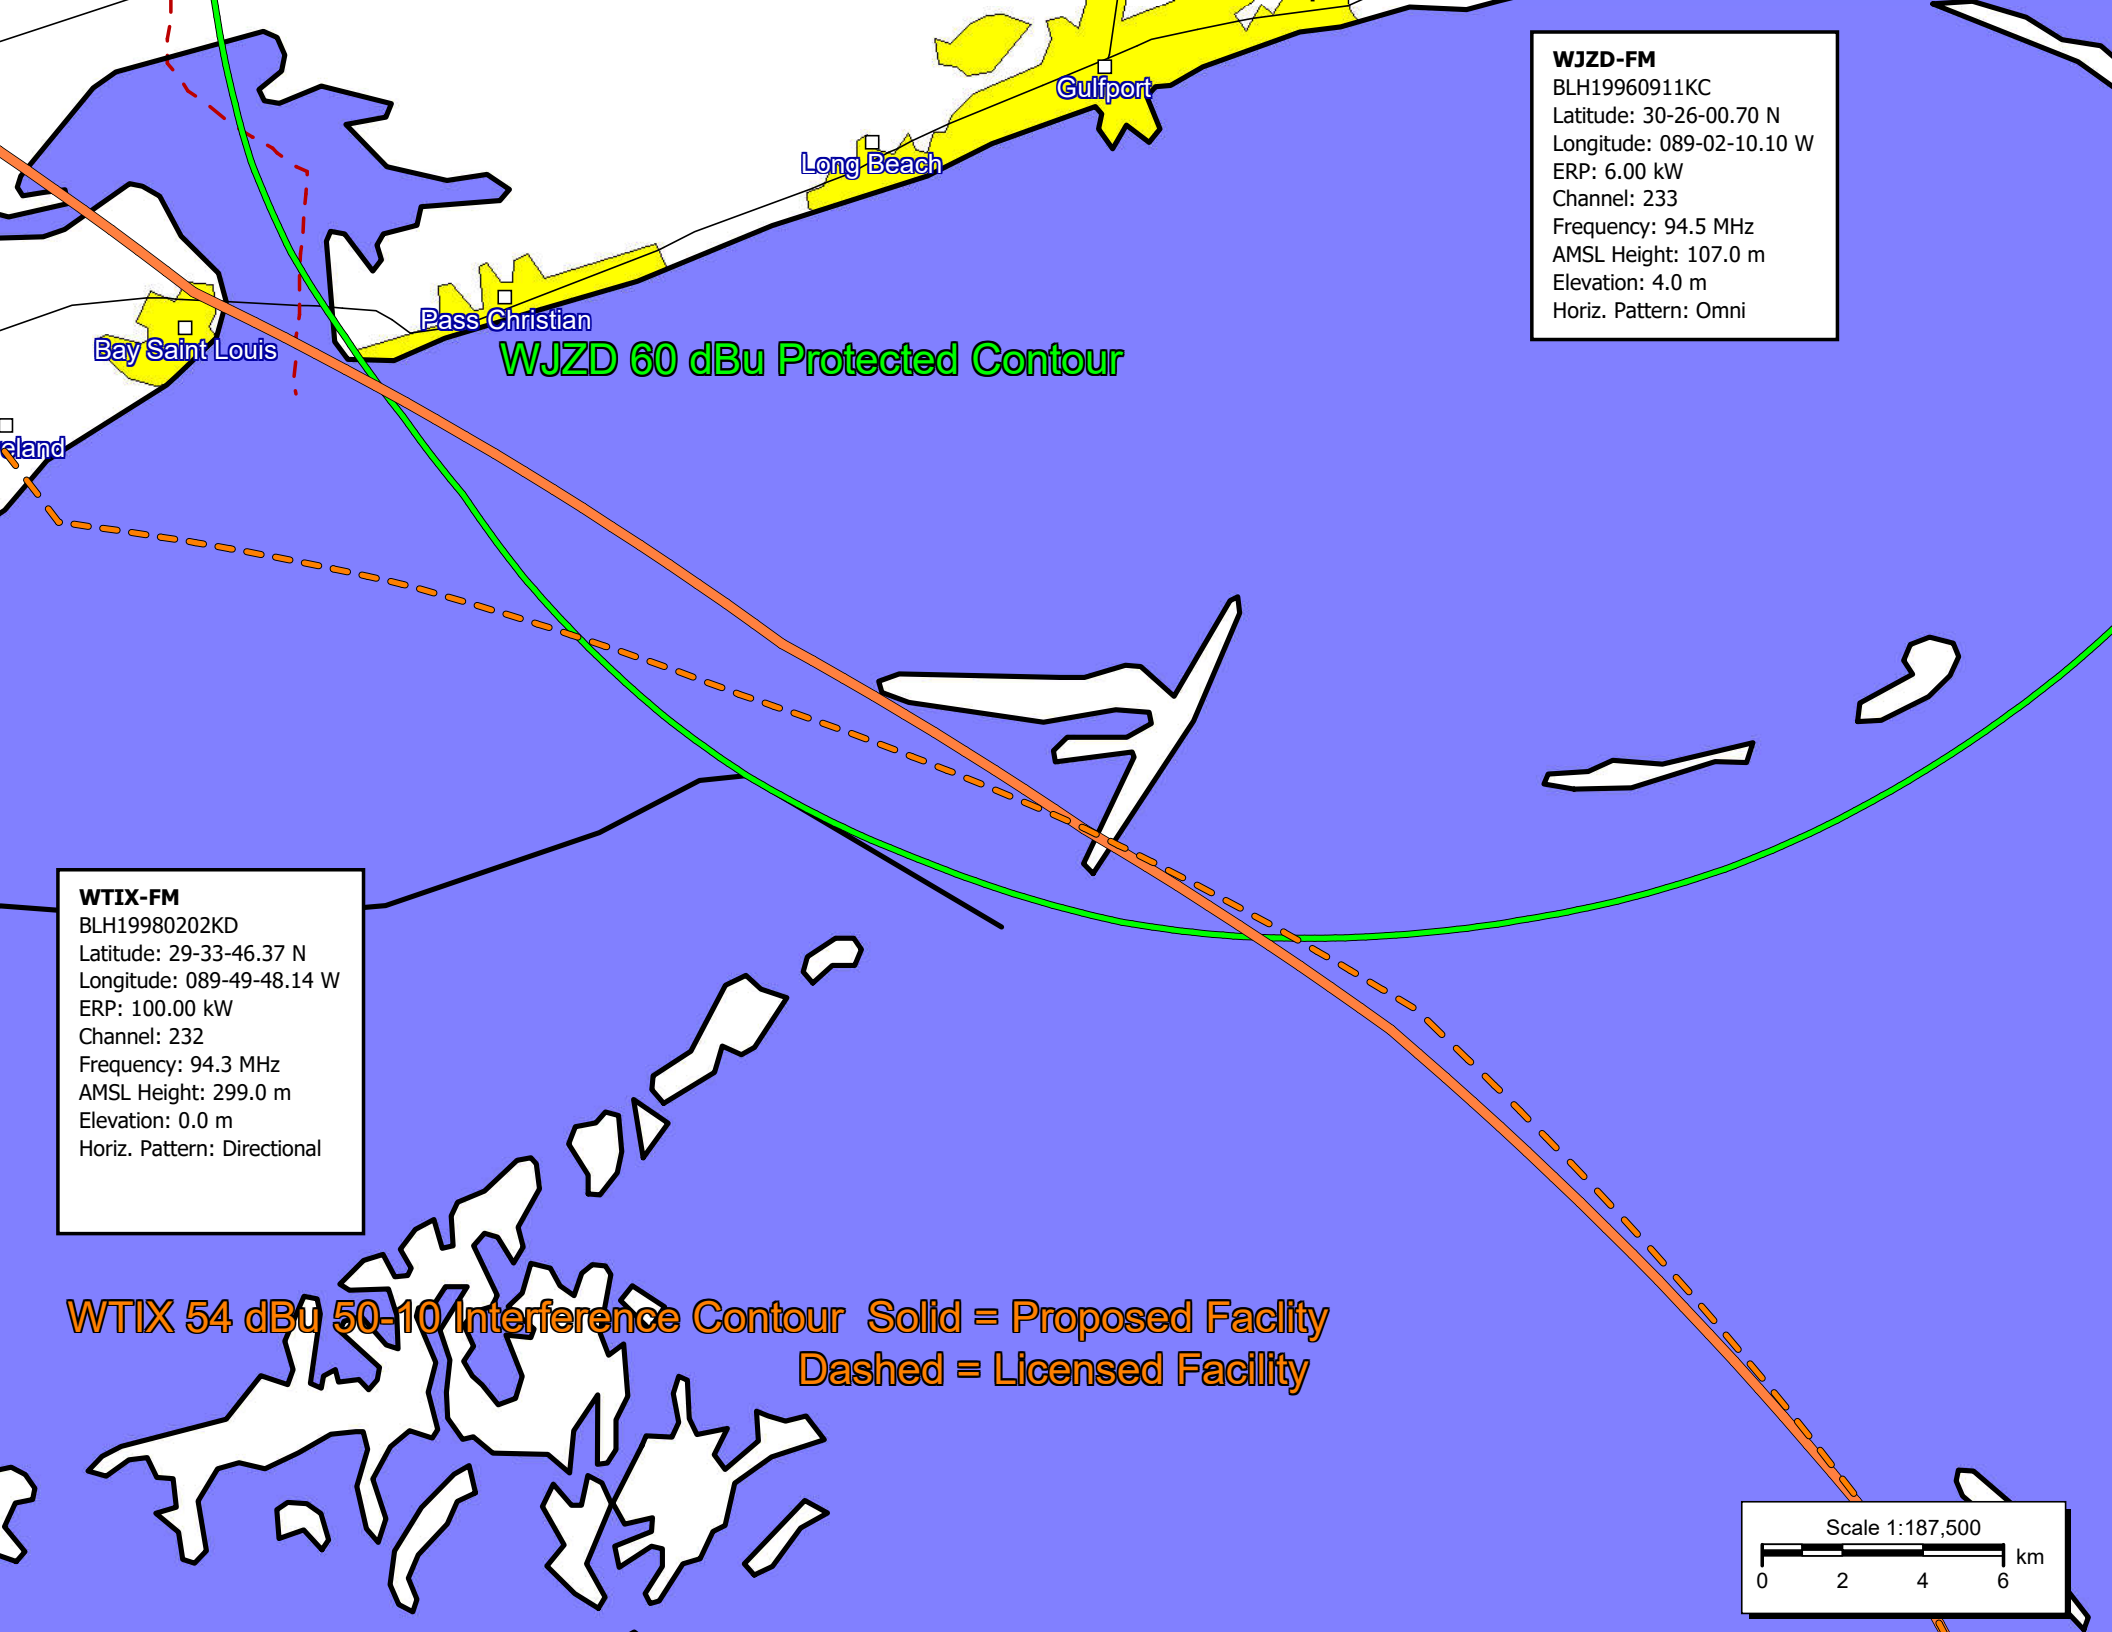 WJZD-FM
BLH19960911KC
Latitude: 30-26-00.70 N
Longitude: 089-02-10.10 W
ERP: 6.00 kW
Channel: 233
Frequency: 94.5 MHz
AMSL Height: 107.0 m
Elevation: 4.0 m
Horiz. Pattern: Omni
Gulfport
Long Beach
Pass Christian
Bay Saint Louis
WJZD 60 dBu Protected Contour
eland
WTIX-FM
BLH19980202KD
Latitude: 29-33-46.37 N
Longitude: 089-49-48.14 W
ERP: 100.00 kW
Channel: 232
Frequency: 94.3 MHz
AMSL Height: 299.0 m
Elevation: 0.0 m
Horiz. Pattern: Directional
WTIX 54 dBu 50-10 Interference Contour  Solid = Proposed Faclity
Dashed = Licensed Facility
Scale 1:187,500
km
0 2 4 6